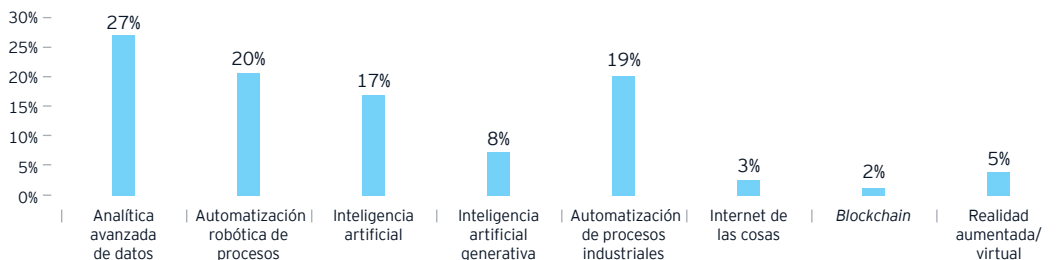 30%
25%
20%
15%
10%
5%
0%
27%
20%
17%
8%
19%
3%
2%
5%
Analítica
avanzada
de datos
Automatización
robótica de
procesos
Inteligencia
artificial
Inteligencia
artificial
generativa
Automatización
de procesos
industriales
Internet de
las cosas
Blockchain
Realidad
aumentada/
virtual